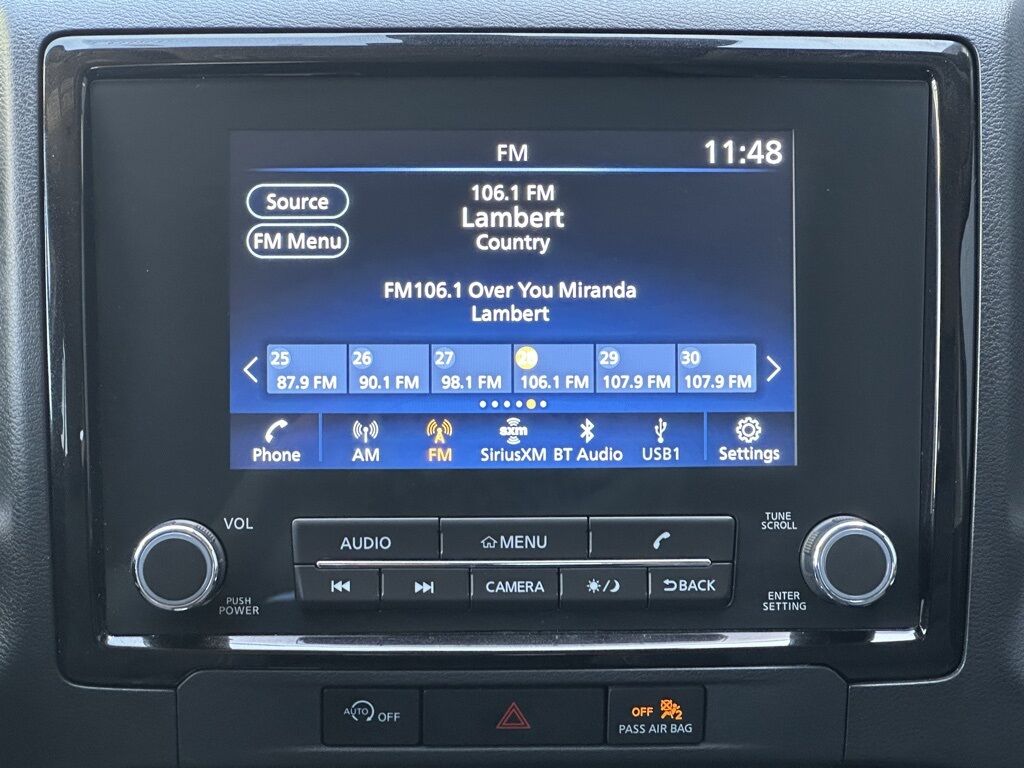 FM
11:48
Source
FM Menu
106.1 FM
Lambert
Country
FM106.1 Over You Miranda
Lambert
25 26 27 28 29 30
87.9 FM 90.1 FM 98.1 FM 106.1 FM 107.9 FM 107.9 FM
sxm
Phone AM FM SiriusXM BT Audio USB1 Settings
VOL
PUSH
POWER
AUDIO MENU
CAMERA BACK
TUNE
SCROLL
ENTER
SETTING
AUTO OFF
OFF 2
PASS AIR BAG